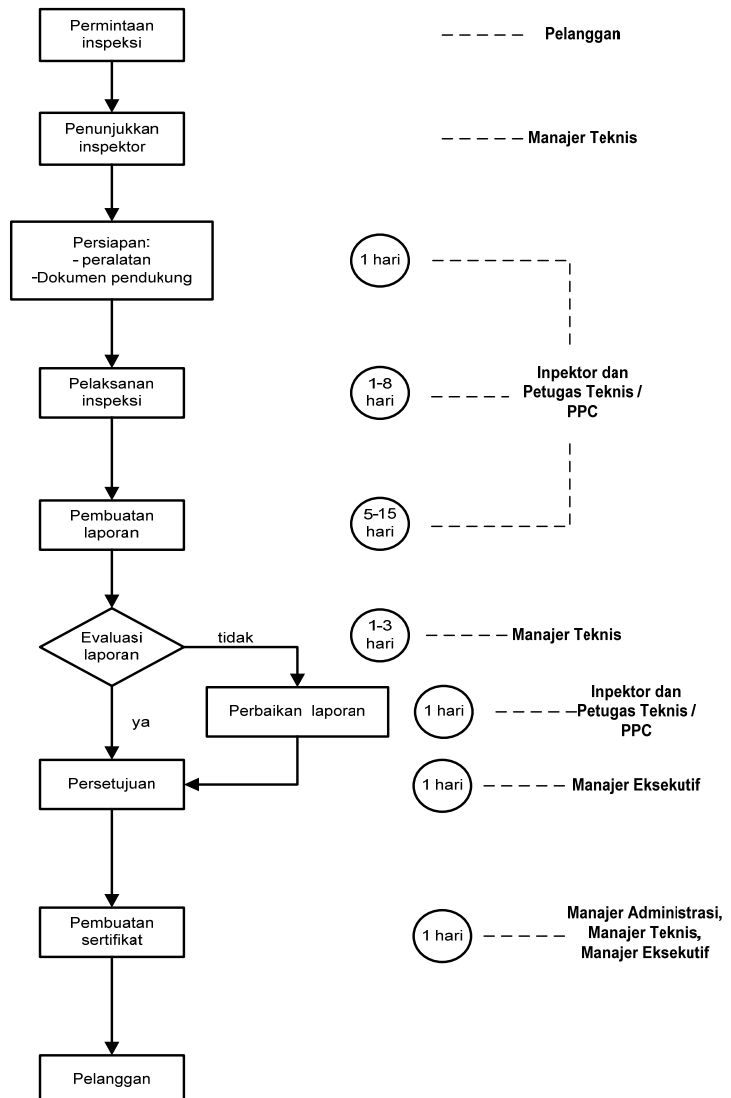 Permintaan
inspeksi
Pelanggan
Penunjukkan
inspektor
Manajer Teknis
Persiapan:
- peralatan
-Dokumen pendukung
1 hari
Pelaksanan
inspeksi
1-8
hari
Inpektor dan
Petugas Teknis /
PPC
Pembuatan
laporan
5-15
hari
Evaluasi
laporan
tidak
ya
1-3
hari
Manajer Teknis
Perbaikan laporan
1 hari
Inpektor dan
Petugas Teknis /
PPC
Persetujuan
1 hari
Manajer Eksekutif
Pembuatan
sertifikat
1 hari
Manajer Administrasi,
Manajer Teknis,
Manajer Eksekutif
Pelanggan